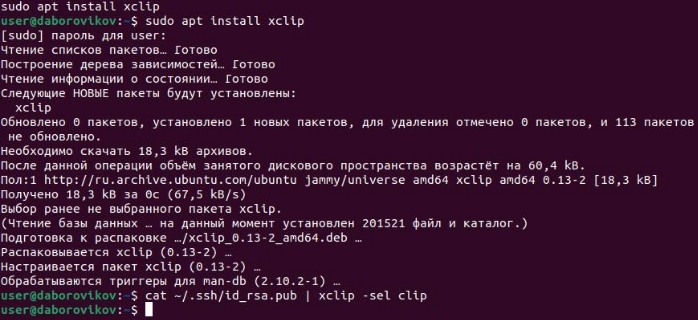 sudo apt install xclip
user@daborovikov:~$ sudo apt install xclip
[sudo] пароль для user:
Чтение списков пакетов… Готово
Построение дерева зависимостей… Готово
Чтение информации о состоянии… Готово
Следующие НОВЫЕ пакеты будут установлены:
  xclip
Обновлено 0 пакетов, установлено 1 новых пакетов, для удаления отмечено 0 пакетов, и 113 пакетов
 не обновлено.
Необходимо скачать 18,3 kB архивов.
После данной операции объём занятого дискового пространства возрастёт на 60,4 kB.
Пол:1 http://ru.archive.ubuntu.com/ubuntu jammy/universe amd64 xclip amd64 0.13-2 [18,3 kB]
Получено 18,3 kB за 0с (67,5 kB/s)
Выбор ранее не выбранного пакета xclip.
(Чтение базы данных … на данный момент установлен 201521 файл и каталог.)
Подготовка к распаковке …/xclip_0.13-2_amd64.deb …
Распаковывается xclip (0.13-2) …
Настраивается пакет xclip (0.13-2) …
Обрабатываются триггеры для man-db (2.10.2-1) …
user@daborovikov:~$ cat ~/.ssh/id_rsa.pub | xclip -sel clip
user@daborovikov:~$